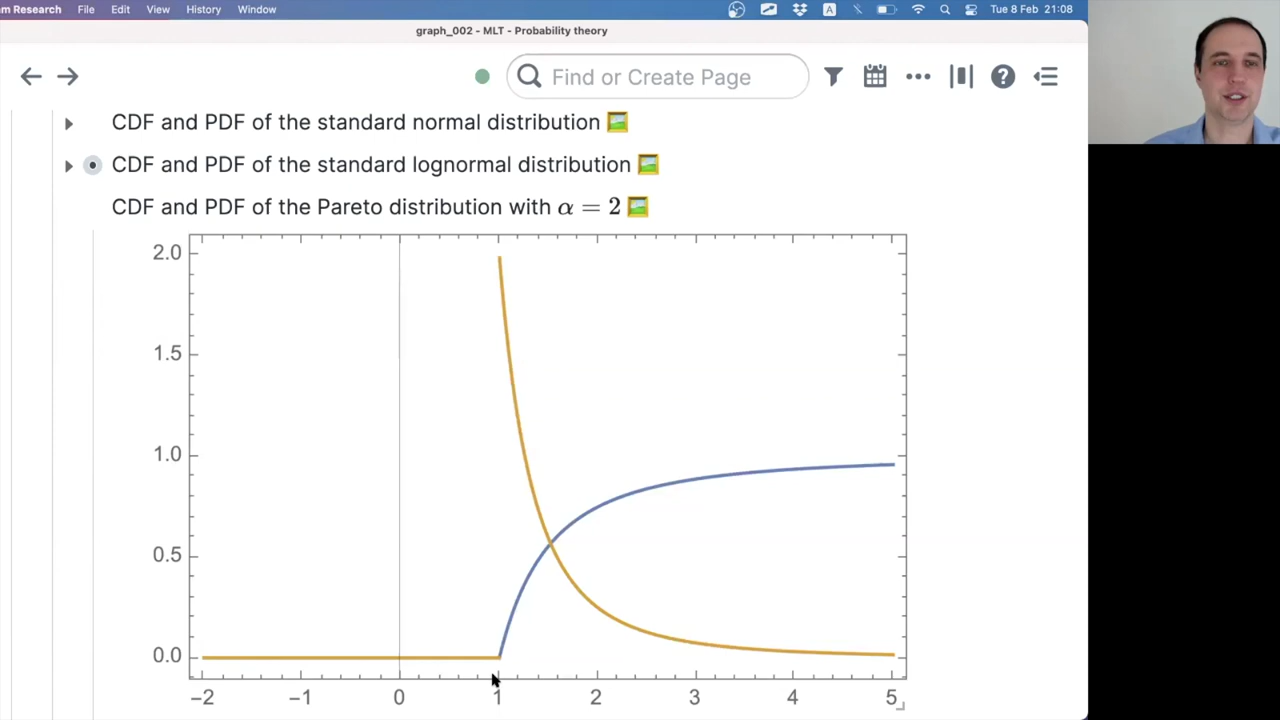 am Research File Edit View History Window A Tue 8 Feb 21:08
graph_002 - MLT - Probability theory
Find or Create Page
CDF and PDF of the standard normal distribution
CDF and PDF of the standard lognormal distribution
CDF and PDF of the Pareto distribution with α = 2
2.0
1.5
1.0
0.5
0.0
−2 −1 0 1 2 3 4 5